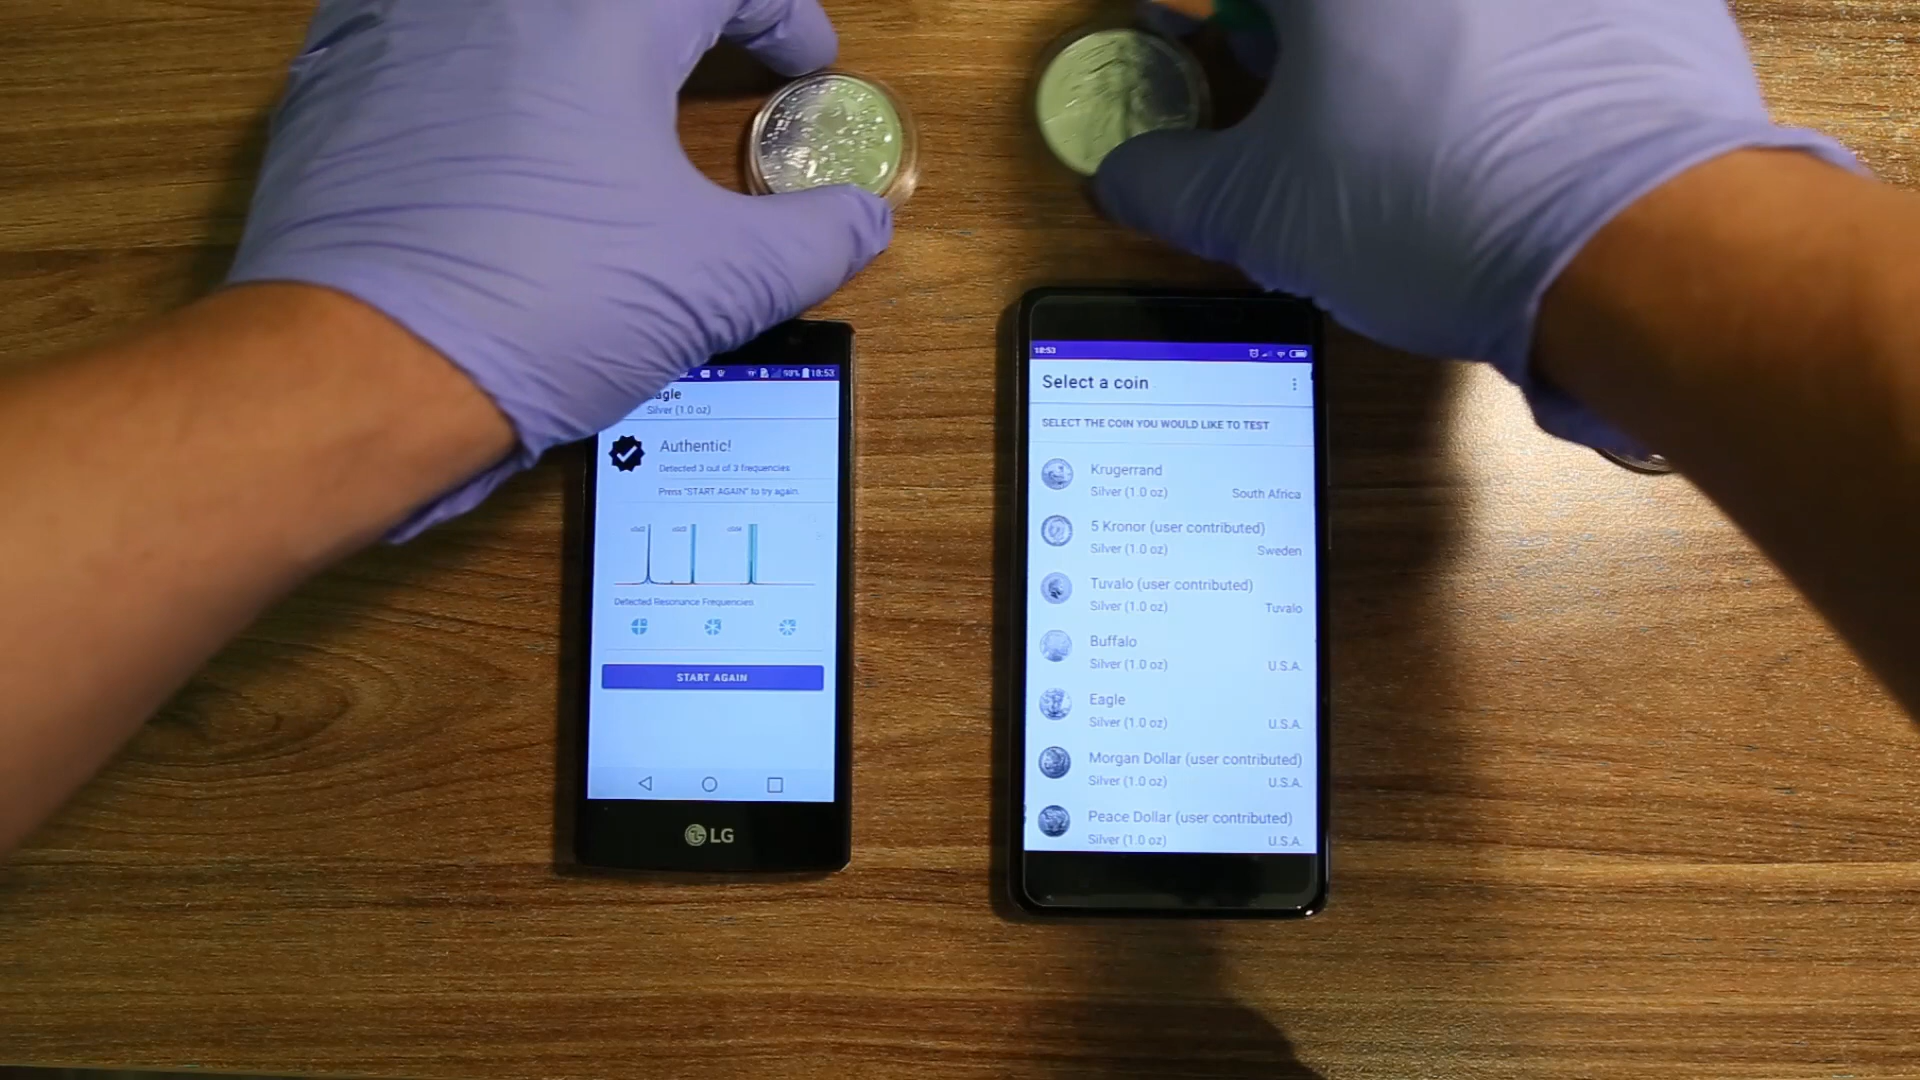 98% 18:53
Eagle
Silver (1.0 oz)
Authentic!
Detected 3 out of 3 frequencies
Press "START AGAIN" to try again.
Detected Resonance Frequencies
START AGAIN
LG
18:53
Select a coin
SELECT THE COIN YOU WOULD LIKE TO TEST
Krugerrand
Silver (1.0 oz) South Africa
5 Kronor (user contributed)
Silver (1.0 oz) Sweden
Tuvalo (user contributed)
Silver (1.0 oz) Tuvalo
Buffalo
Silver (1.0 oz) U.S.A.
Eagle
Silver (1.0 oz) U.S.A.
Morgan Dollar (user contributed)
Silver (1.0 oz) U.S.A.
Peace Dollar (user contributed)
Silver (1.0 oz) U.S.A.